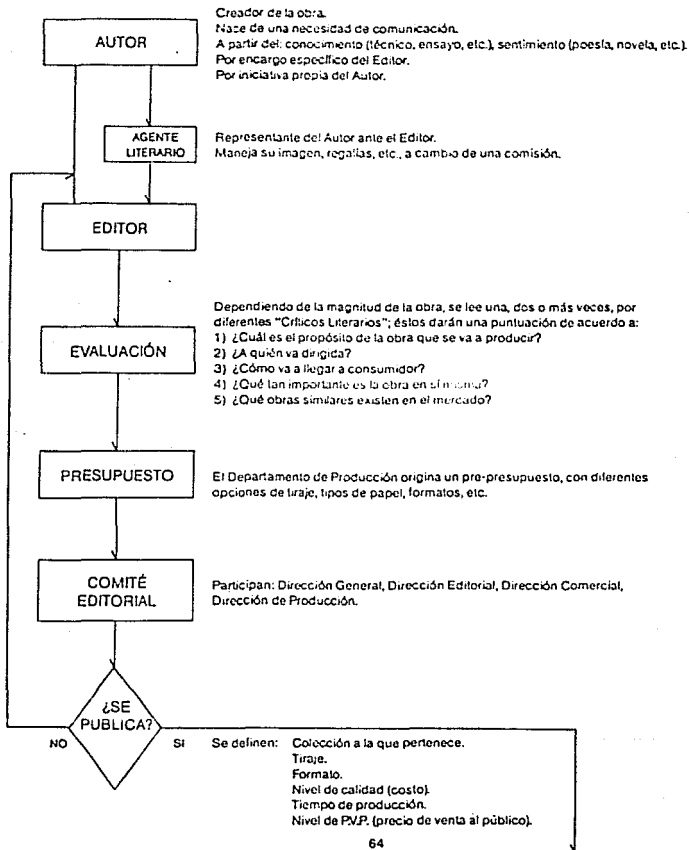 Creador de la obra.
Nace de una necesidad de comunicación.
AUTOR
A partir del: conocimiento (técnico, ensayo, etc.), sentimiento (poesía, novela, etc.).
Por encargo específico del Editor.
Por iniciativa propia del Autor.
AGENTE
LITERARIO
Representante del Autor ante el Editor.
Maneja su imagen, regalías, etc., a cambio de una comisión.
EDITOR
Dependiendo de la magnitud de la obra, se lee una, dos o más veces, por
diferentes "Críticos Literarios"; éstos darán una puntuación de acuerdo a:
1) ¿Cuál es el propósito de la obra que se va a producir?
EVALUACIÓN
2) ¿A quién va dirigida?
3) ¿Cómo va a llegar a consumidor?
4) ¿Qué tan importante es la obra en sí misma?
5) ¿Qué obras similares existen en el mercado?
PRESUPUESTO
El Departamento de Producción origina un pre-presupuesto, con diferentes
opciones de tiraje, tipos de papel, formatos, etc.
COMITÉ
EDITORIAL
Participan: Dirección General, Dirección Editorial, Dirección Comercial,
Dirección de Producción.
¿SE
PUBLICA?
NO
SI
Se definen: Colección a la que pertenece.
Tiraje.
Formato.
Nivel de calidad (costo).
Tiempo de producción.
Nivel de P.V.P. (precio de venta al público).
64